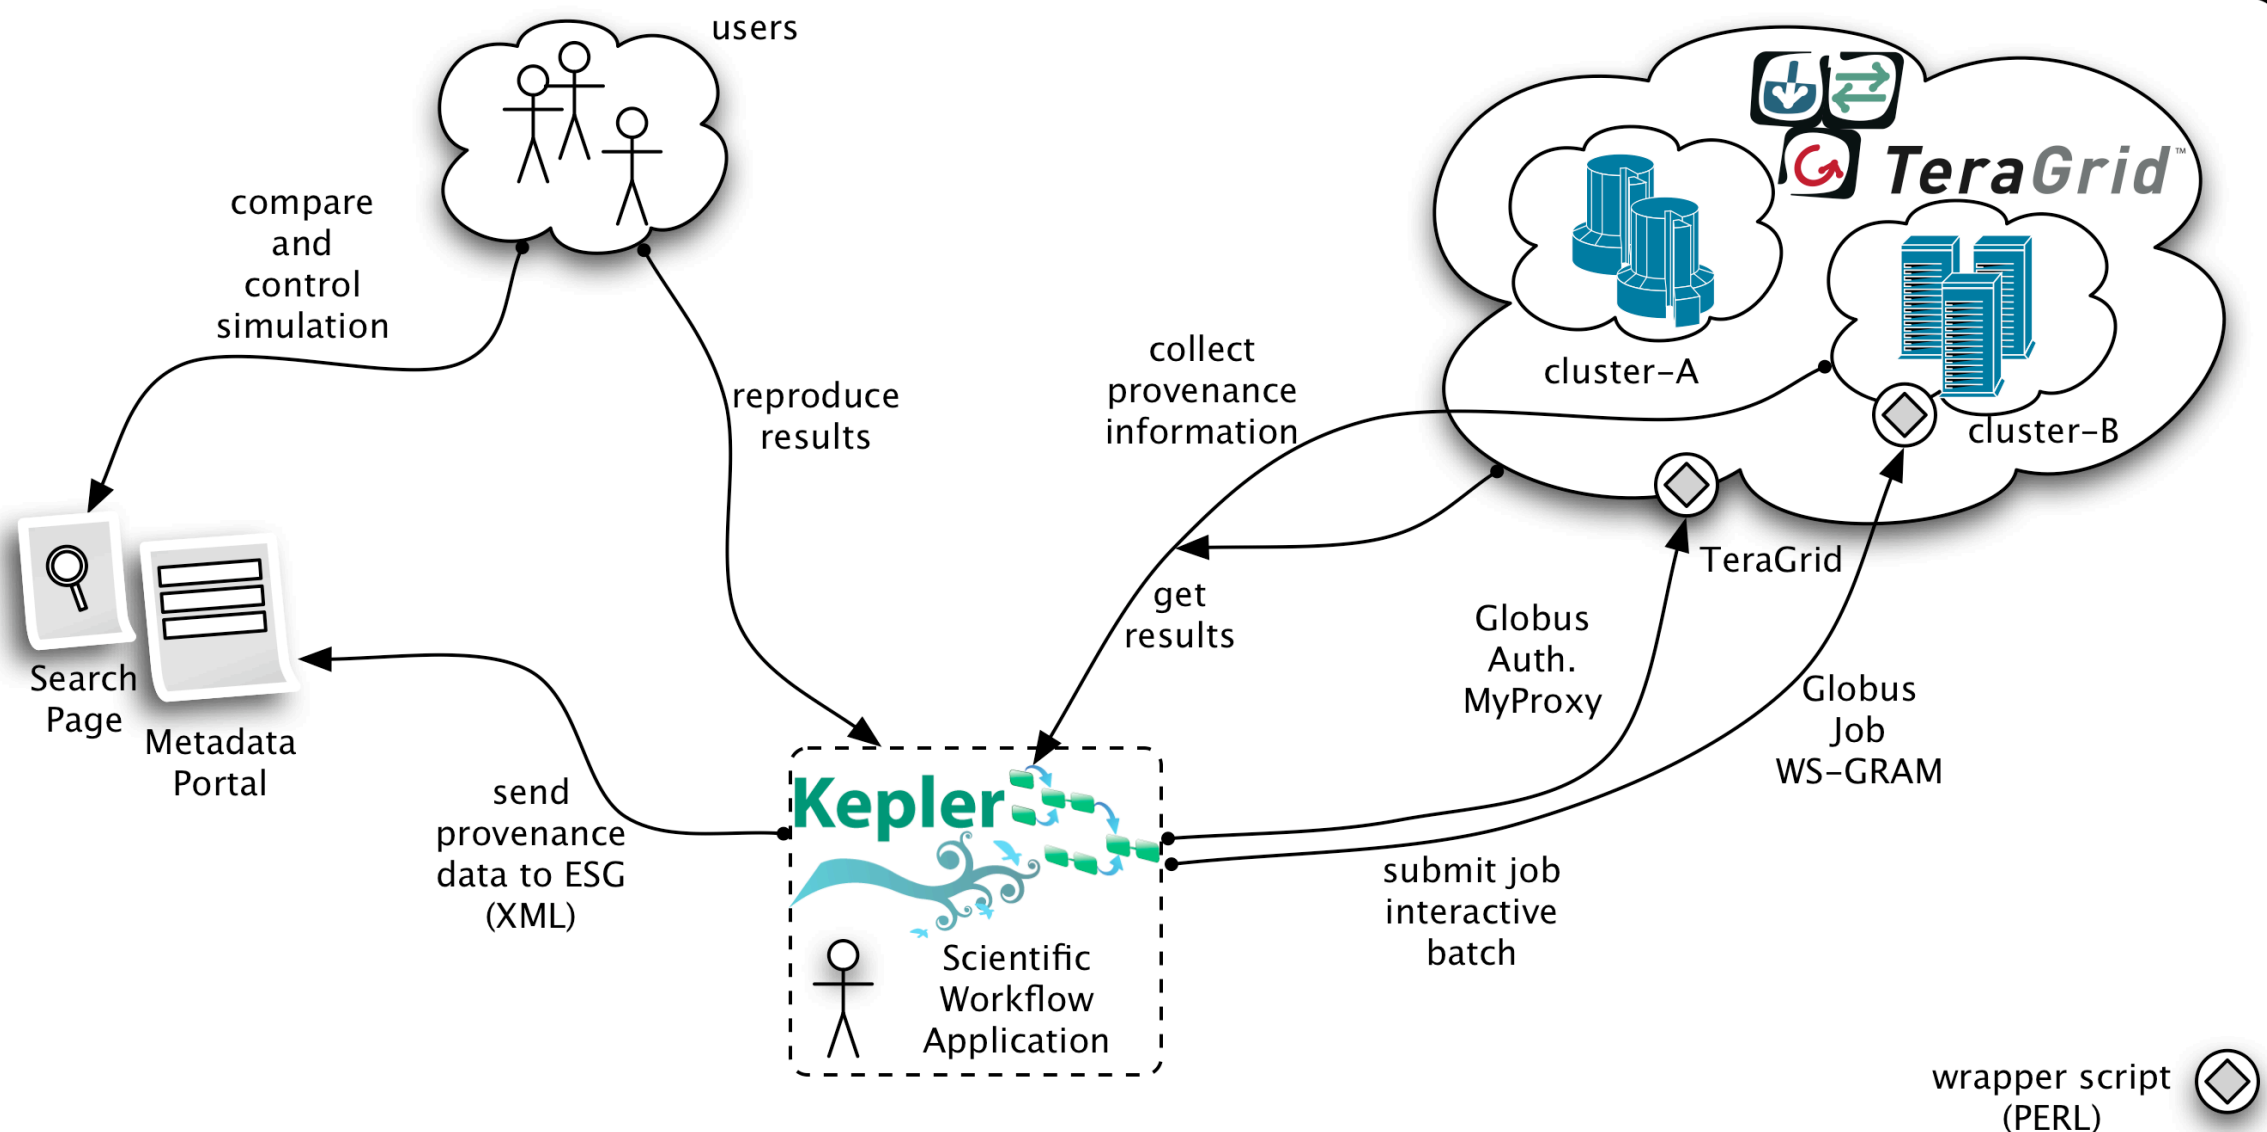 users
TeraGrid™
compare
and
control
simulation
cluster-A
cluster-B
collect
provenance
information
reproduce
results
TeraGrid
get
results
Globus
Auth.
MyProxy
Globus
Job
WS-GRAM
Search
Page
Metadata
Portal
send
provenance
data to ESG
(XML)
Kepler
submit job
interactive
batch
Scientific
Workflow
Application
wrapper script
(PERL)